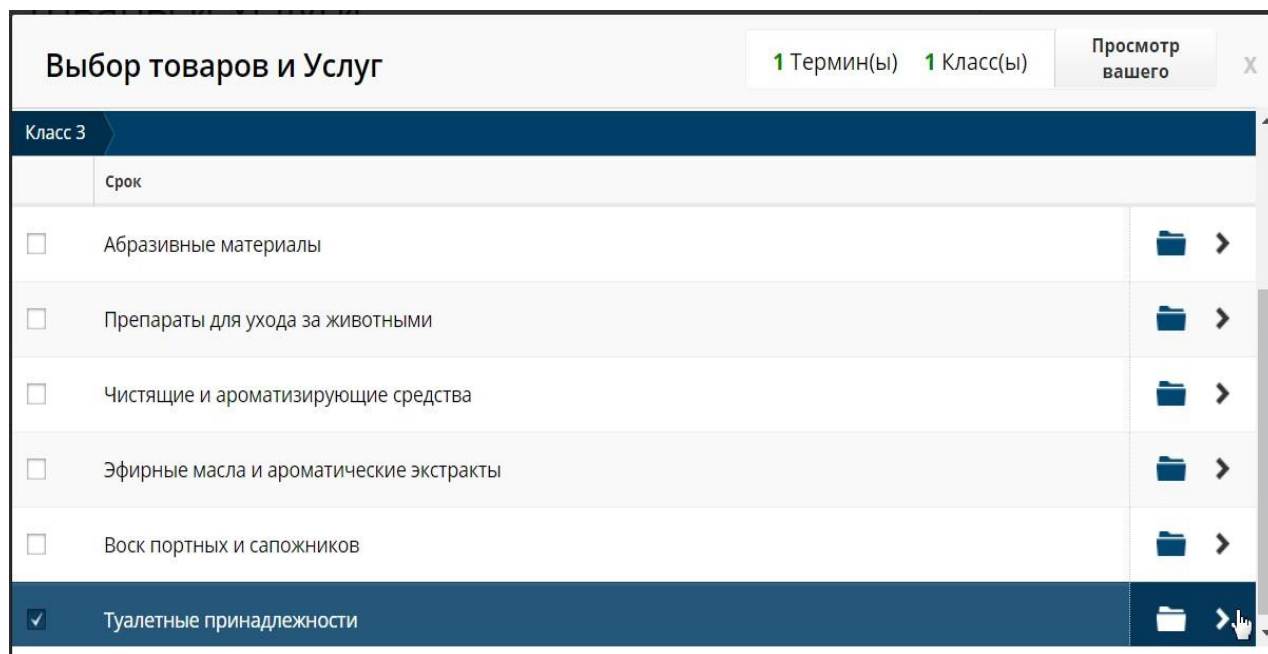 Выбор товаров и Услуг
1 Термин(ы) 1 Класс(ы)
Просмотр
вашего
X
Класс 3
Срок
Абразивные материалы
Препараты для ухода за животными
Чистящие и ароматизирующие средства
Эфирные масла и ароматические экстракты
Воск портных и сапожников
Туалетные принадлежности